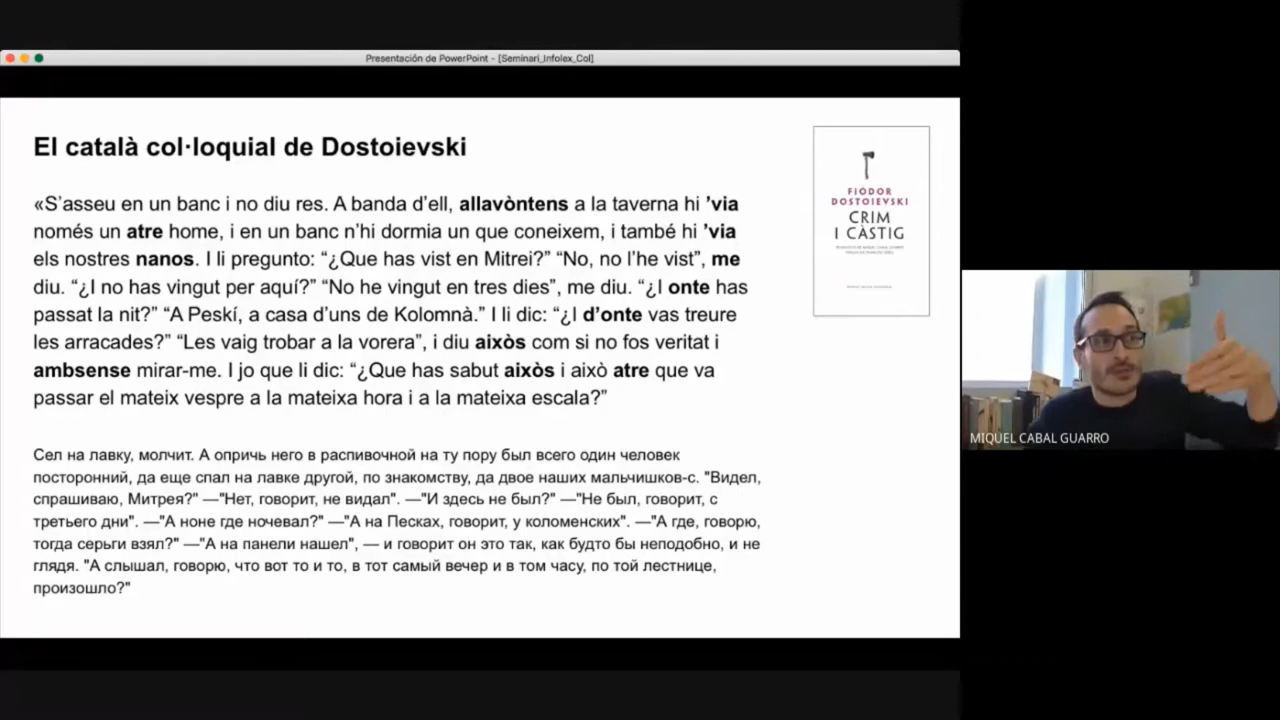 Presentación de PowerPoint - [Seminari_Infolex_Col]
El català col·loquial de Dostoievski
«S’asseu en un banc i no diu res. A banda d’ell, allavòntens a la taverna hi ’via
només un atre home, i en un banc n’hi dormia un que coneixem, i també hi ’via
els nostres nanos. I li pregunto: “¿Que has vist en Mitrei?” “No, no l’he vist”, me
diu. “¿I no has vingut per aquí?” “No he vingut en tres dies”, me diu. “¿I onte has
passat la nit?” “A Peskí, a casa d’uns de Kolomnà.” I li dic: “¿I d’onte vas treure
les arracades?” “Les vaig trobar a la vorera”, i diu aixòs com si no fos veritat i
ambsense mirar-me. I jo que li dic: “¿Que has sabut aixòs i això atre que va
passar el mateix vespre a la mateixa hora i a la mateixa escala?”
Сел на лавку, молчит. А опричь него в распивочной на ту пору был всего один человек
посторонний, да еще спал на лавке другой, по знакомству, да двое наших мальчишков-с. "Видел,
спрашиваю, Митрея?" —"Нет, говорит, не видал". —"И здесь не был?" —"Не был, говорит, с
третьего дни". —"А ноне где ночевал?" —"А на Песках, говорит, у коломенских". —"А где, говорю,
тогда серьги взял?" —"А на панели нашел", — и говорит он это так, как будто бы неподобно, и не
глядя. "А слышал, говорю, что вот то и то, в тот самый вечер и в том часу, по той лестнице,
произошло?"
FIÓDOR
DOSTOIEVSKI
CRIM
I CÀSTIG
MIQUEL CABAL GUARRO